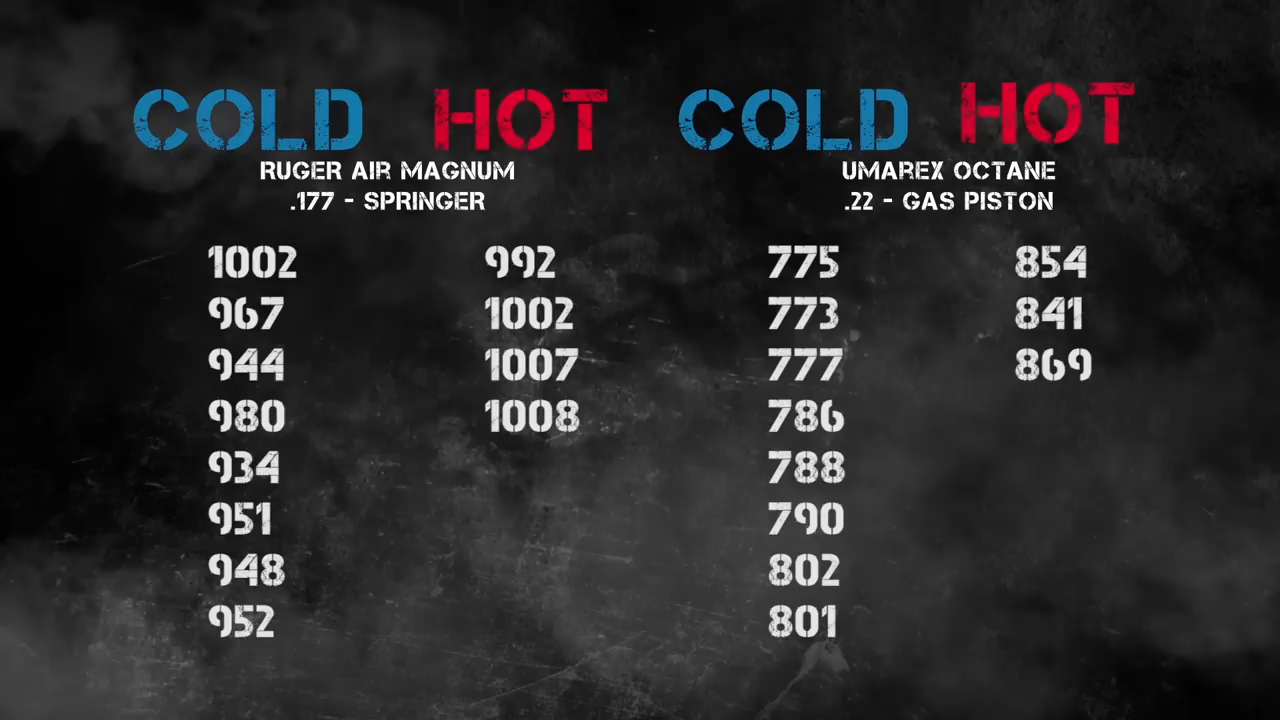 COLD HOT COLD HOT
RUGER AIR MAGNUM UMAREX OCTANE
.177 - SPRINGER .22 - GAS PISTON
1002 992 775 854
967 1002 773 841
944 1007 777 869
980 1008 786
934 788
951 790
948 802
952 801